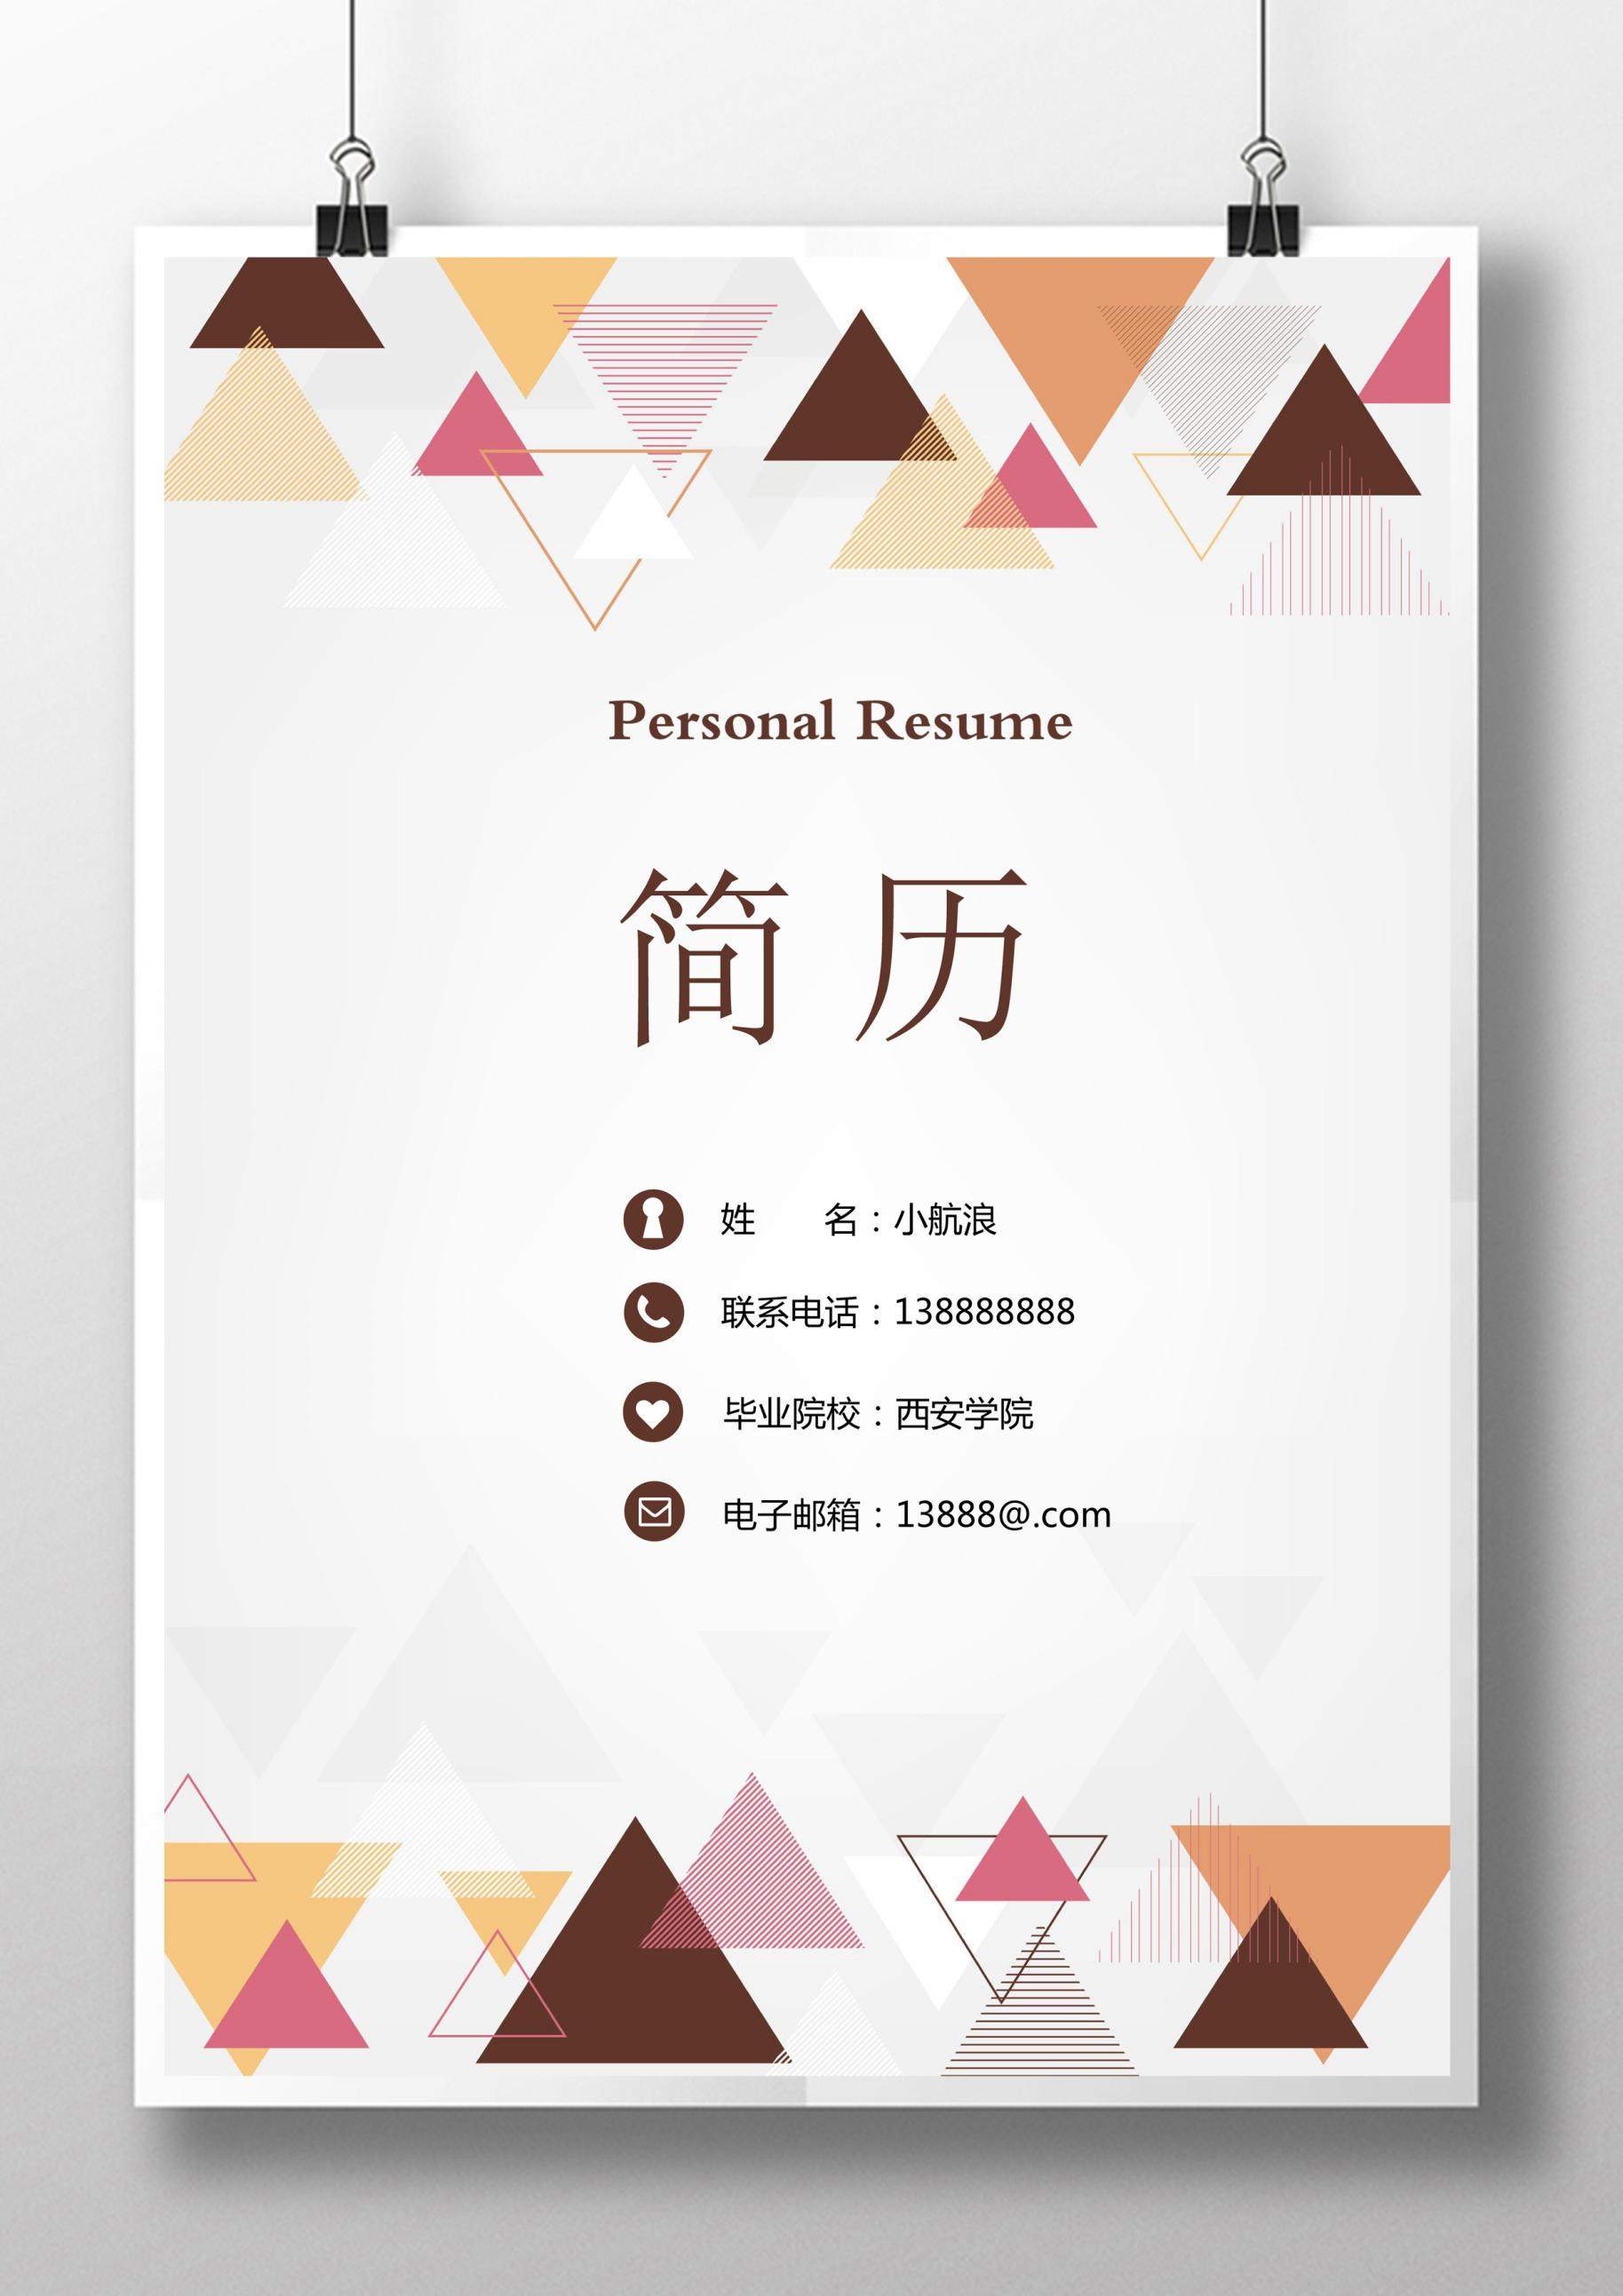 Personal Resume
简 历
姓 名：小航浪
联系电话：138888888
毕业院校：西安学院
电子邮箱：13888@.com